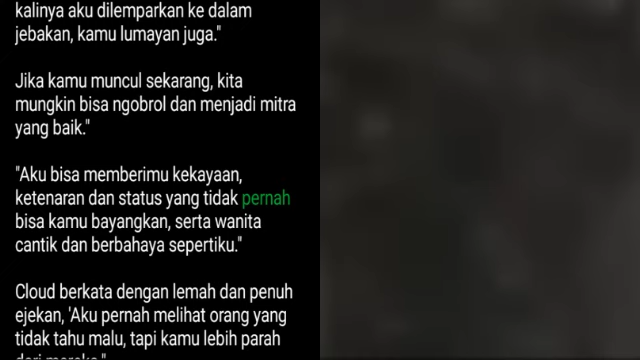 kalinya aku dilemparkan ke dalam
jebakan, kamu lumayan juga."
Jika kamu muncul sekarang, kita
mungkin bisa ngobrol dan menjadi mitra
yang baik."
"Aku bisa memberimu kekayaan,
ketenaran dan status yang tidak pernah
bisa kamu bayangkan, serta wanita
cantik dan berbahaya sepertiku."
Cloud berkata dengan lemah dan penuh
ejekan, 'Aku pernah melihat orang yang
tidak tahu malu, tapi kamu lebih parah
dari mereka."